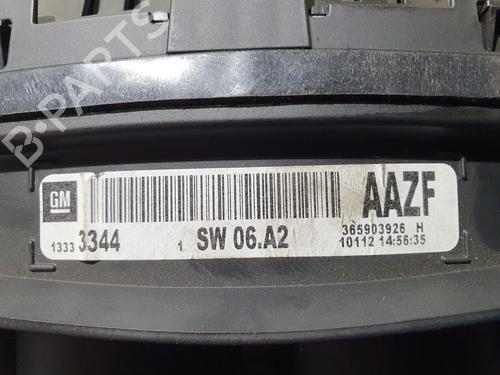 B-PARTS
GM
AAZF
1333 3344 1 SW 06.A2
365903926 H
10112 14:56:35